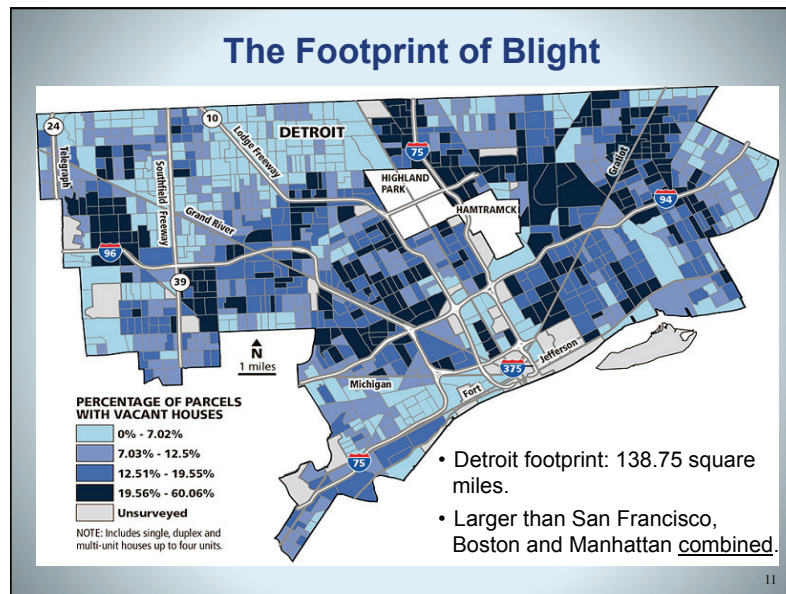 The Footprint of Blight
24
10
DETROIT
75
Telegraph
Southfield Freeway
Lodge Freeway
HIGHLAND
PARK
Gratiot
Grand River
HAMTRAMCK
94
96
39
N
1 miles
Michigan
375
Jefferson
Fort
75
PERCENTAGE OF PARCELS
WITH VACANT HOUSES
0% - 7.02%
7.03% - 12.5%
12.51% - 19.55%
19.56% - 60.06%
Unsurveyed
NOTE: Includes single, duplex and
multi-unit houses up to four units.
• Detroit footprint: 138.75 square
miles.
• Larger than San Francisco,
Boston and Manhattan combined.
11